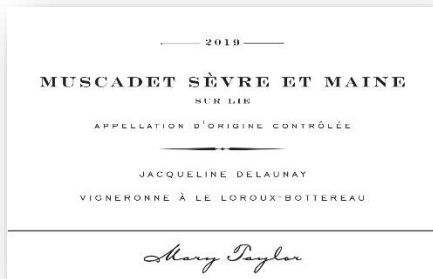 2019
MUSCADET SÈVRE ET MAINE
SUR LIE
APPELLATION D'ORIGINE CONTRÔLÉE
JACQUELINE DELAUNAY
VIGNERONNE À LE LOROUX-BOTTEREAU
Mary Taylor